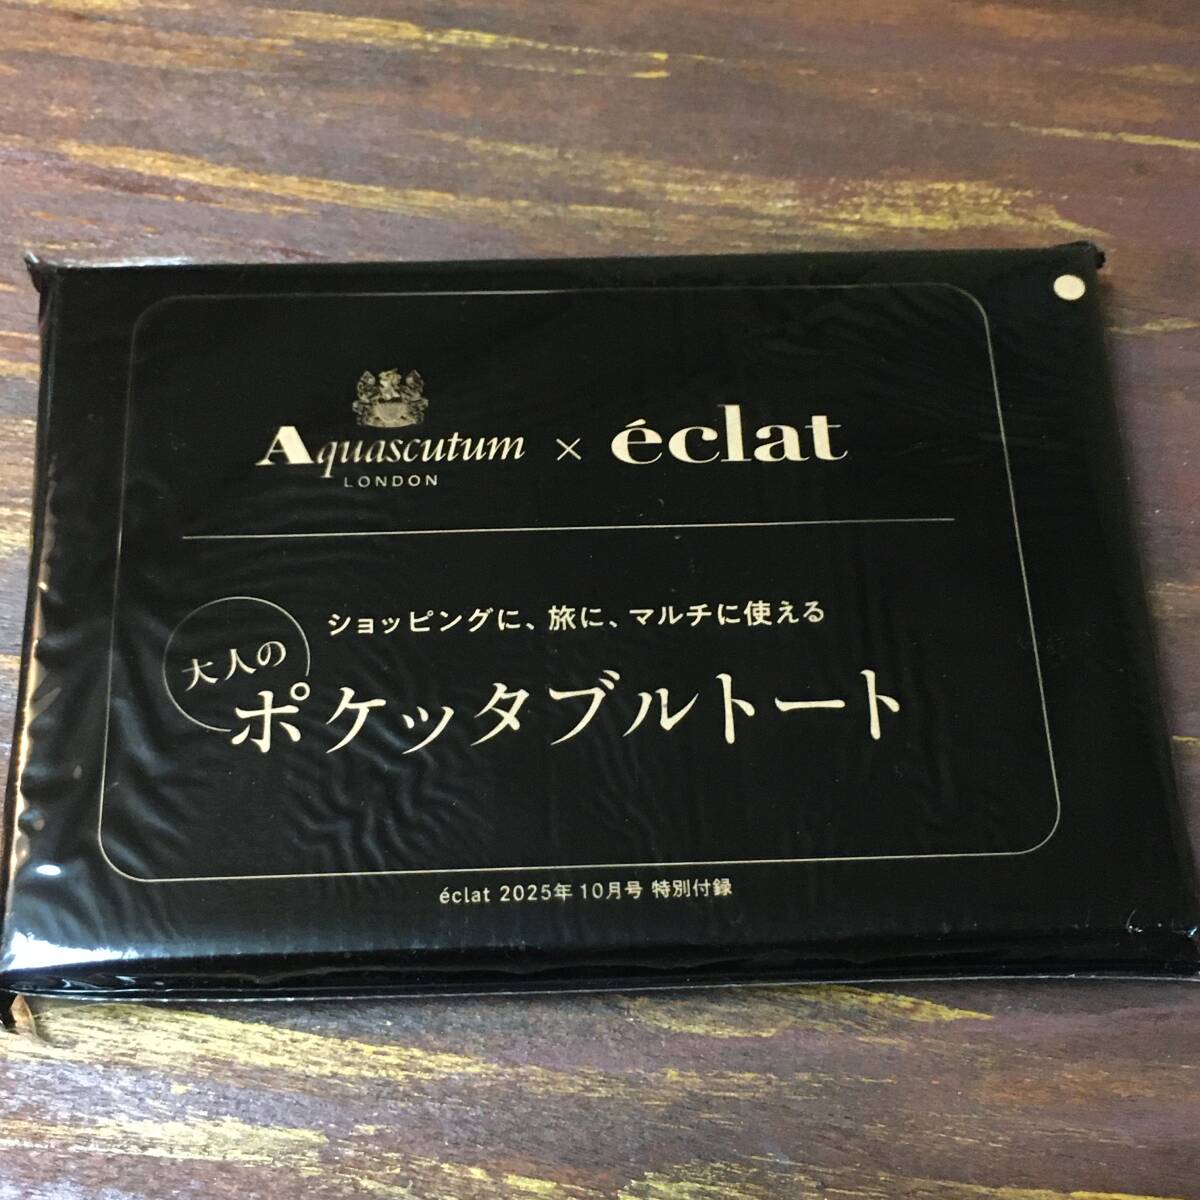 Aquascutum × éclat
LONDON
ショッピングに、旅に、マルチに使える
大人の
ポケッタブルトート
éclat 2025年10月号 特別付録